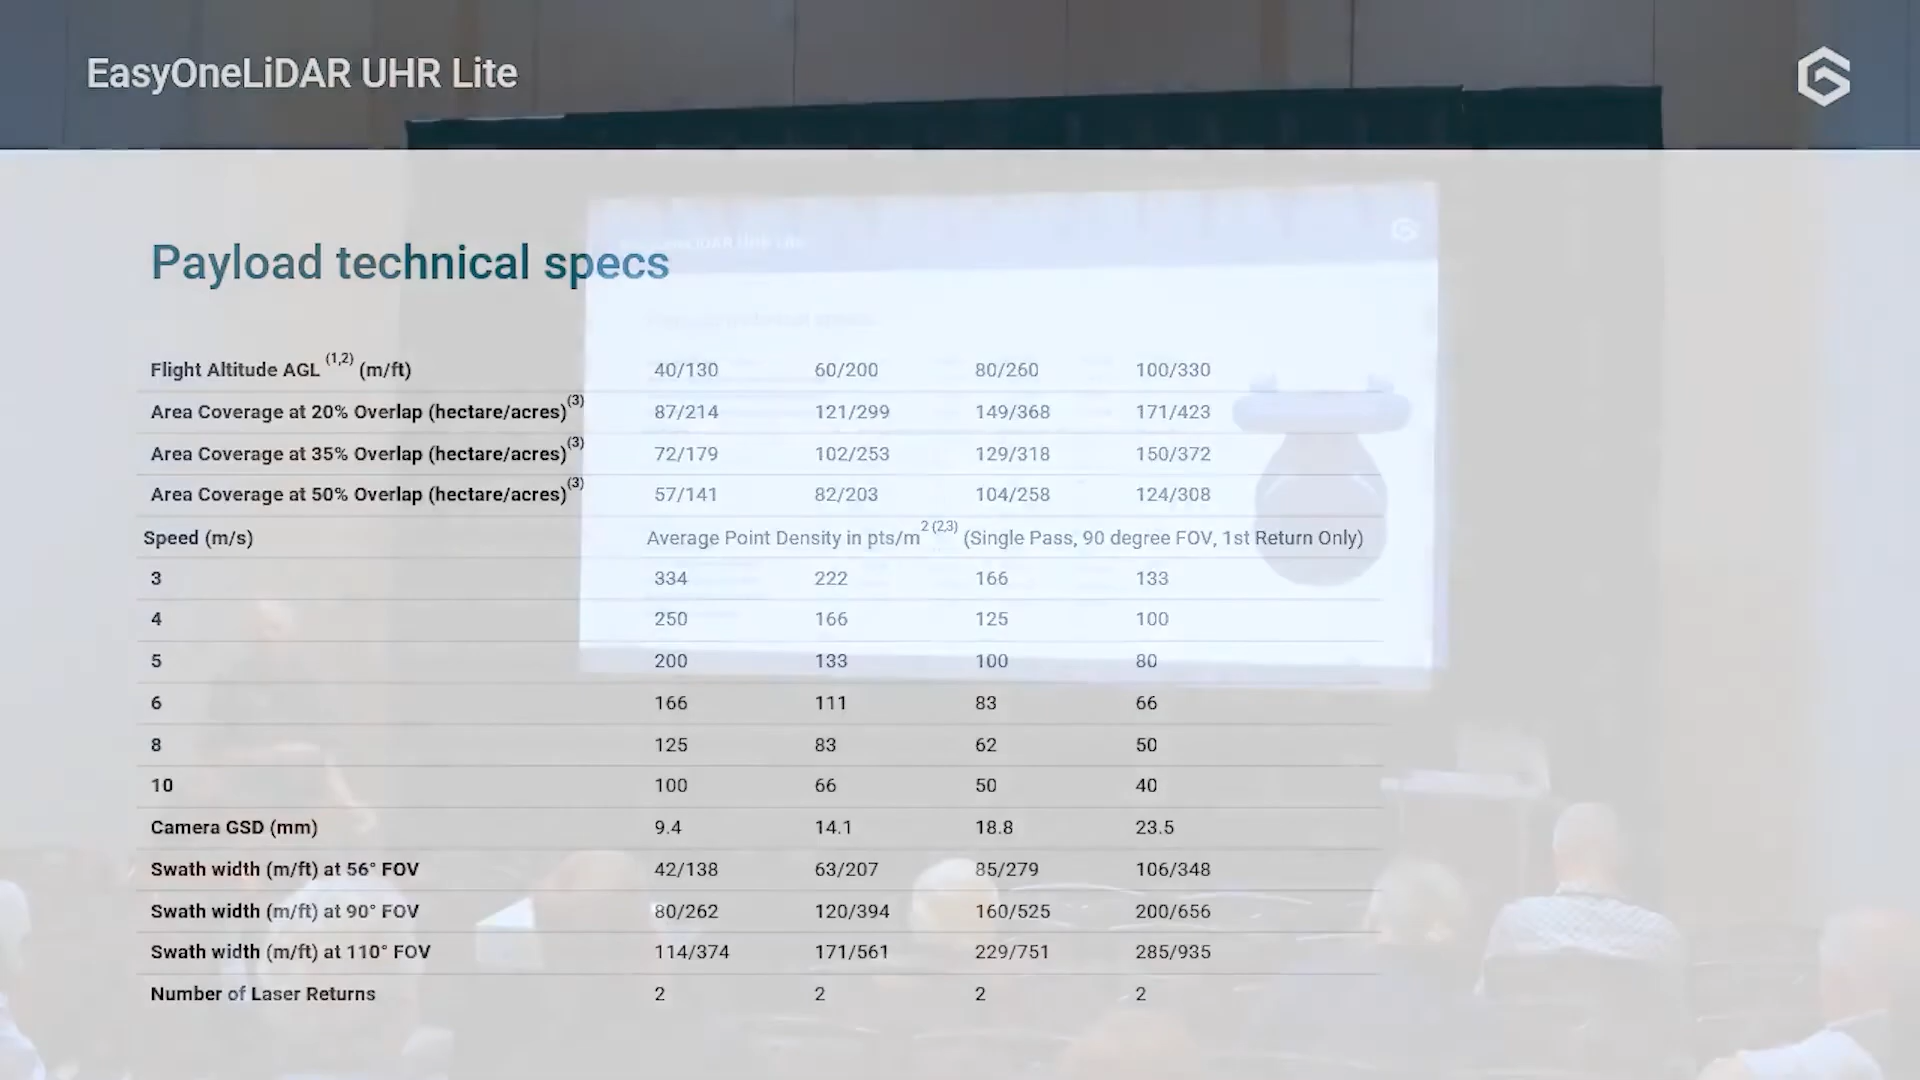 EasyOneLiDAR UHR Lite
Payload technical specs
Flight Altitude AGL (1,2) (m/ft) 40/130 60/200 80/260 100/330
Area Coverage at 20% Overlap (hectare/acres)(3) 87/214 121/299 149/368 171/423
Area Coverage at 35% Overlap (hectare/acres)(3) 72/179 102/253 129/318 150/372
Area Coverage at 50% Overlap (hectare/acres)(3) 57/141 82/203 104/258 124/308
Speed (m/s) Average Point Density in pts/m2 (2,3) (Single Pass, 90 degree FOV, 1st Return Only)
3 334 222 166 133
4 250 166 125 100
5 200 133 100 80
6 166 111 83 66
8 125 83 62 50
10 100 66 50 40
Camera GSD (mm) 9.4 14.1 18.8 23.5
Swath width (m/ft) at 56° FOV 42/138 63/207 85/279 106/348
Swath width (m/ft) at 90° FOV 80/262 120/394 160/525 200/656
Swath width (m/ft) at 110° FOV 114/374 171/561 229/751 285/935
Number of Laser Returns 2 2 2 2